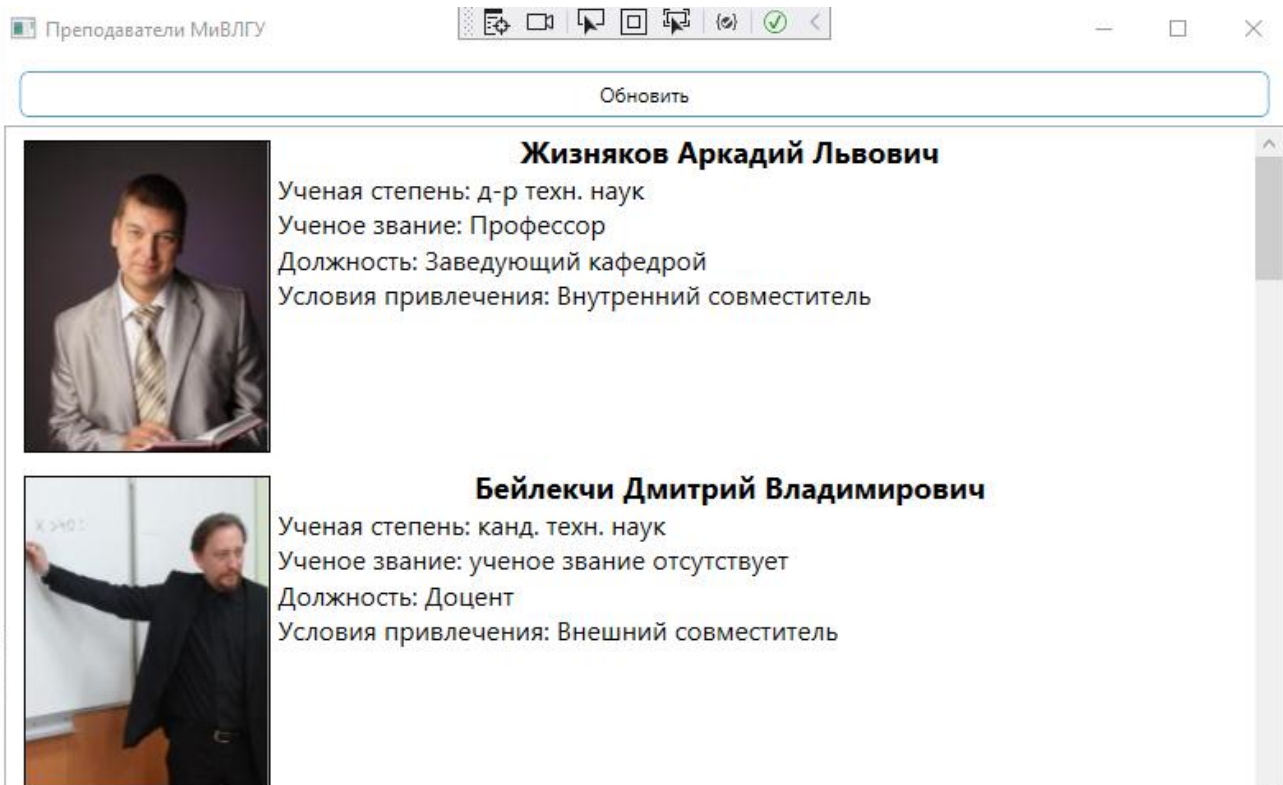 Преподаватели МиВЛГУ
Обновить
Жизняков Аркадий Львович
Ученая степень: д-р техн. наук
Ученое звание: Профессор
Должность: Заведующий кафедрой
Условия привлечения: Внутренний совместитель
Бейлекчи Дмитрий Владимирович
Ученая степень: канд. техн. наук
Ученое звание: ученое звание отсутствует
Должность: Доцент
Условия привлечения: Внешний совместитель